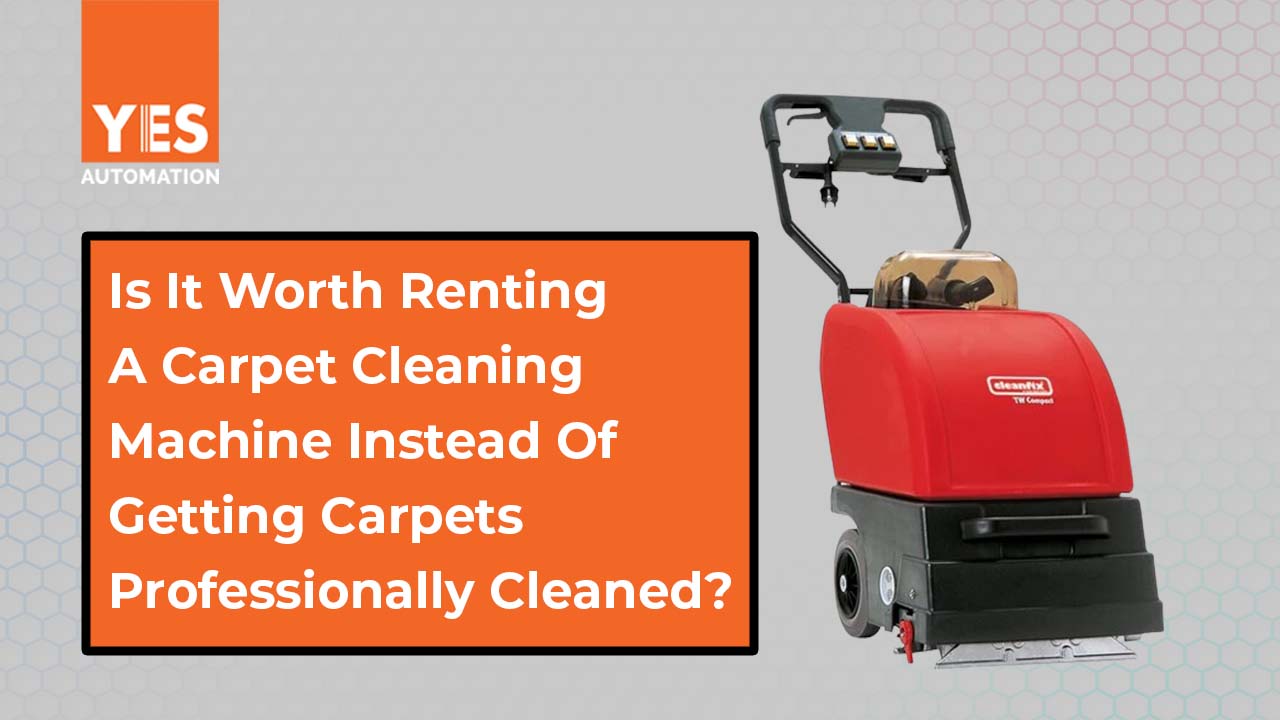 YES
AUTOMATION
Is It Worth Renting
A Carpet Cleaning
Machine Instead Of
Getting Carpets
Professionally Cleaned?
cleanfix
TW Compact